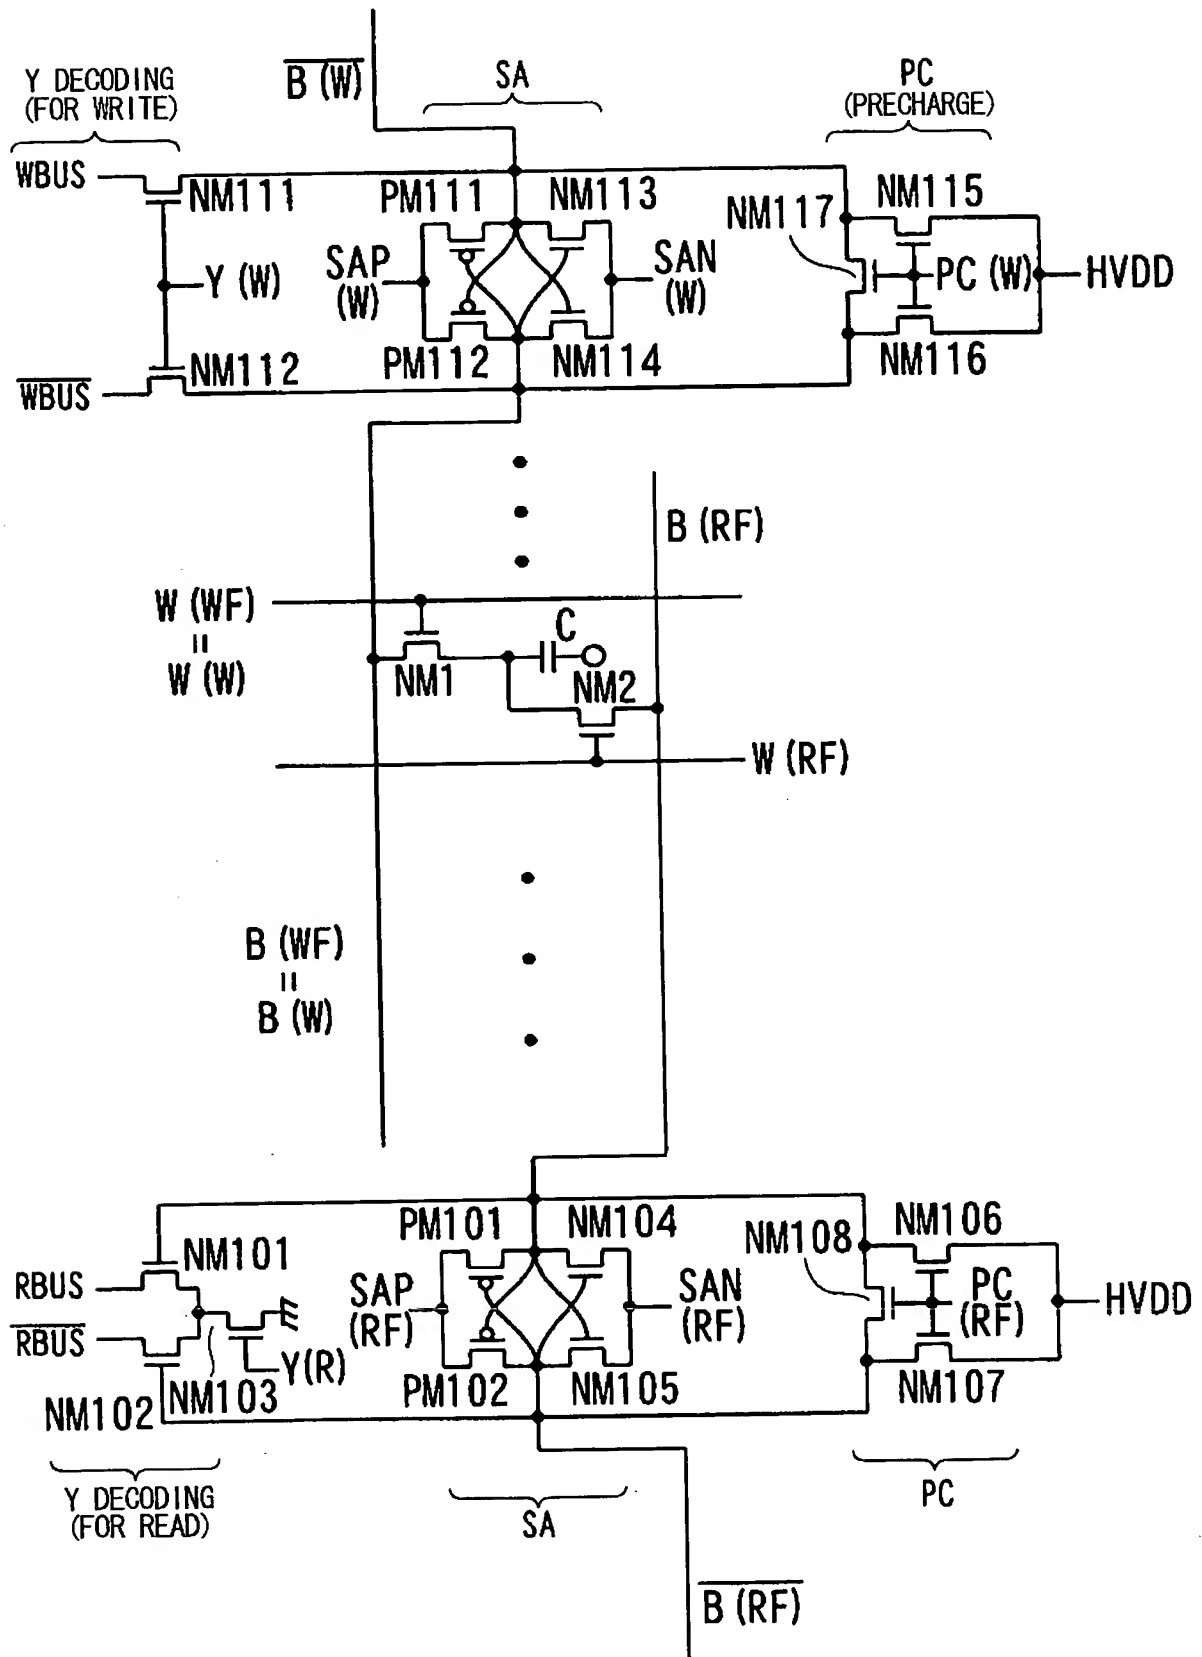 B (W)
SA
Y DECODING
(FOR WRITE)
PC
(PRECHARGE)
WBUS
NM111
PM111
NM113
NM117
NM115
Y (W)
SAP
(W)
SAN
(W)
PC (W)
HVDD
WBUS
NM112
PM112
NM114
NM116
B (RF)
W (WF)
=
W (W)
C
NM1
NM2
W (RF)
B (WF)
=
B (W)
PM101
NM104
NM106
NM101
NM108
RBUS
SAP
(RF)
SAN
(RF)
PC
(RF)
HVDD
RBUS
Y(R)
NM103
NM102
PM102
NM105
NM107
Y DECODING
(FOR READ)
SA
PC
B (RF)